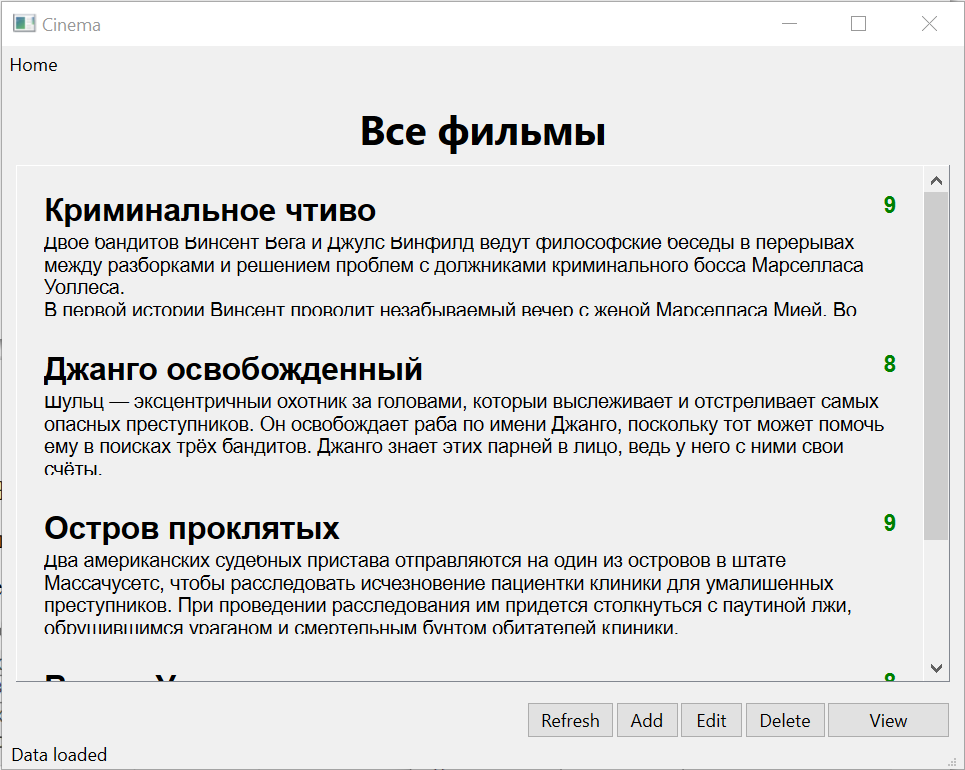 Cinema
Home
Все фильмы
Криминальное чтиво 9
Двое бандитов Винсент Вега и Джулс Винфилд ведут философские беседы в перерывах
между разборками и решением проблем с должниками криминального босса Марселласа
Уоллеса.
В первой истории Винсент проводит незабываемый вечер с женой Марселласа Мией. Во
Джанго освобожденный 8
Шульц — эксцентричный охотник за головами, который выслеживает и отстреливает самых
опасных преступников. Он освобождает раба по имени Джанго, поскольку тот может помочь
ему в поисках трёх бандитов. Джанго знает этих парней в лицо, ведь у него с ними свои
счёты.
Остров проклятых 9
Два американских судебных пристава отправляются на один из островов в штате
Массачусетс, чтобы расследовать исчезновение пациентки клиники для умалишенных
преступников. При проведении расследования им придется столкнуться с паутиной лжи,
обрушившимся ураганом и смертельным бунтом обитателей клиники.
8
Refresh Add Edit Delete View
Data loaded